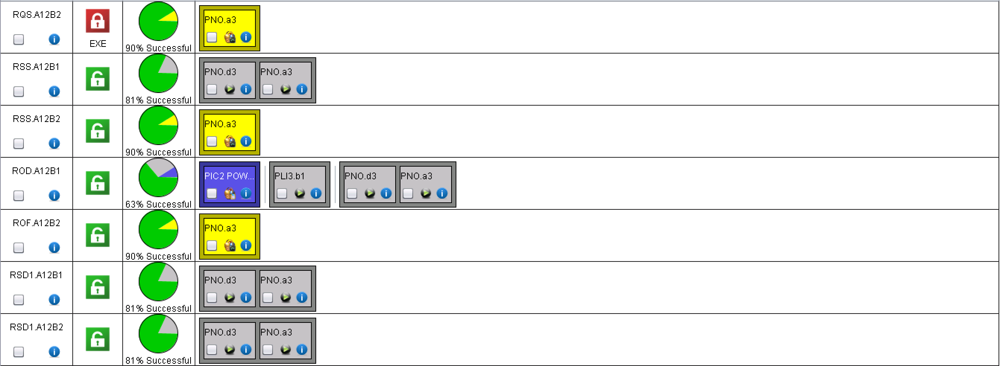 RQS.A12B2
EXE
90% Successful
PNO.a3
RSS.A12B1
81% Successful
PNO.d3 PNO.a3
RSS.A12B2
90% Successful
PNO.a3
ROD.A12B1
63% Successful
PIC2 POW... PLI3.b1 PNO.d3 PNO.a3
ROF.A12B2
90% Successful
PNO.a3
RSD1.A12B1
81% Successful
PNO.d3 PNO.a3
RSD1.A12B2
81% Successful
PNO.d3 PNO.a3